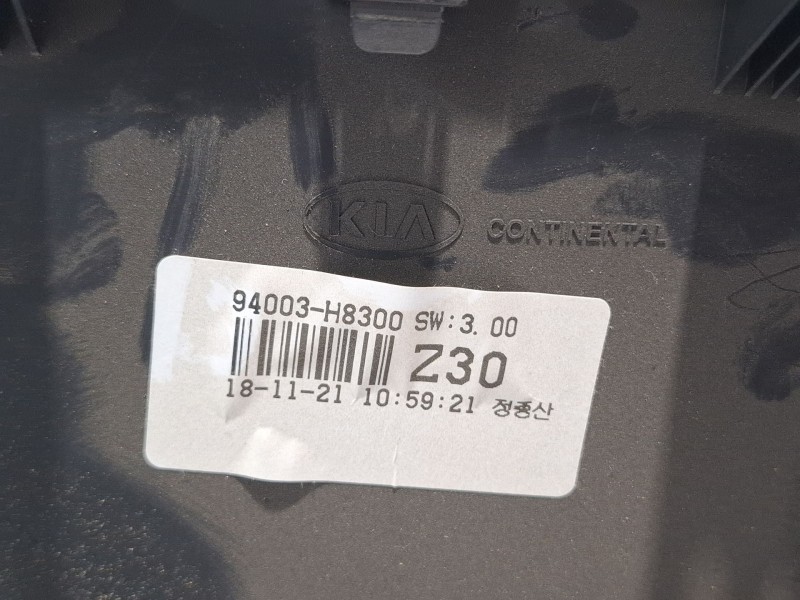 KIA CONTINENTAL
94003-H8300 SW:3.00
Z30
18-11-21 10:59:21 정종산